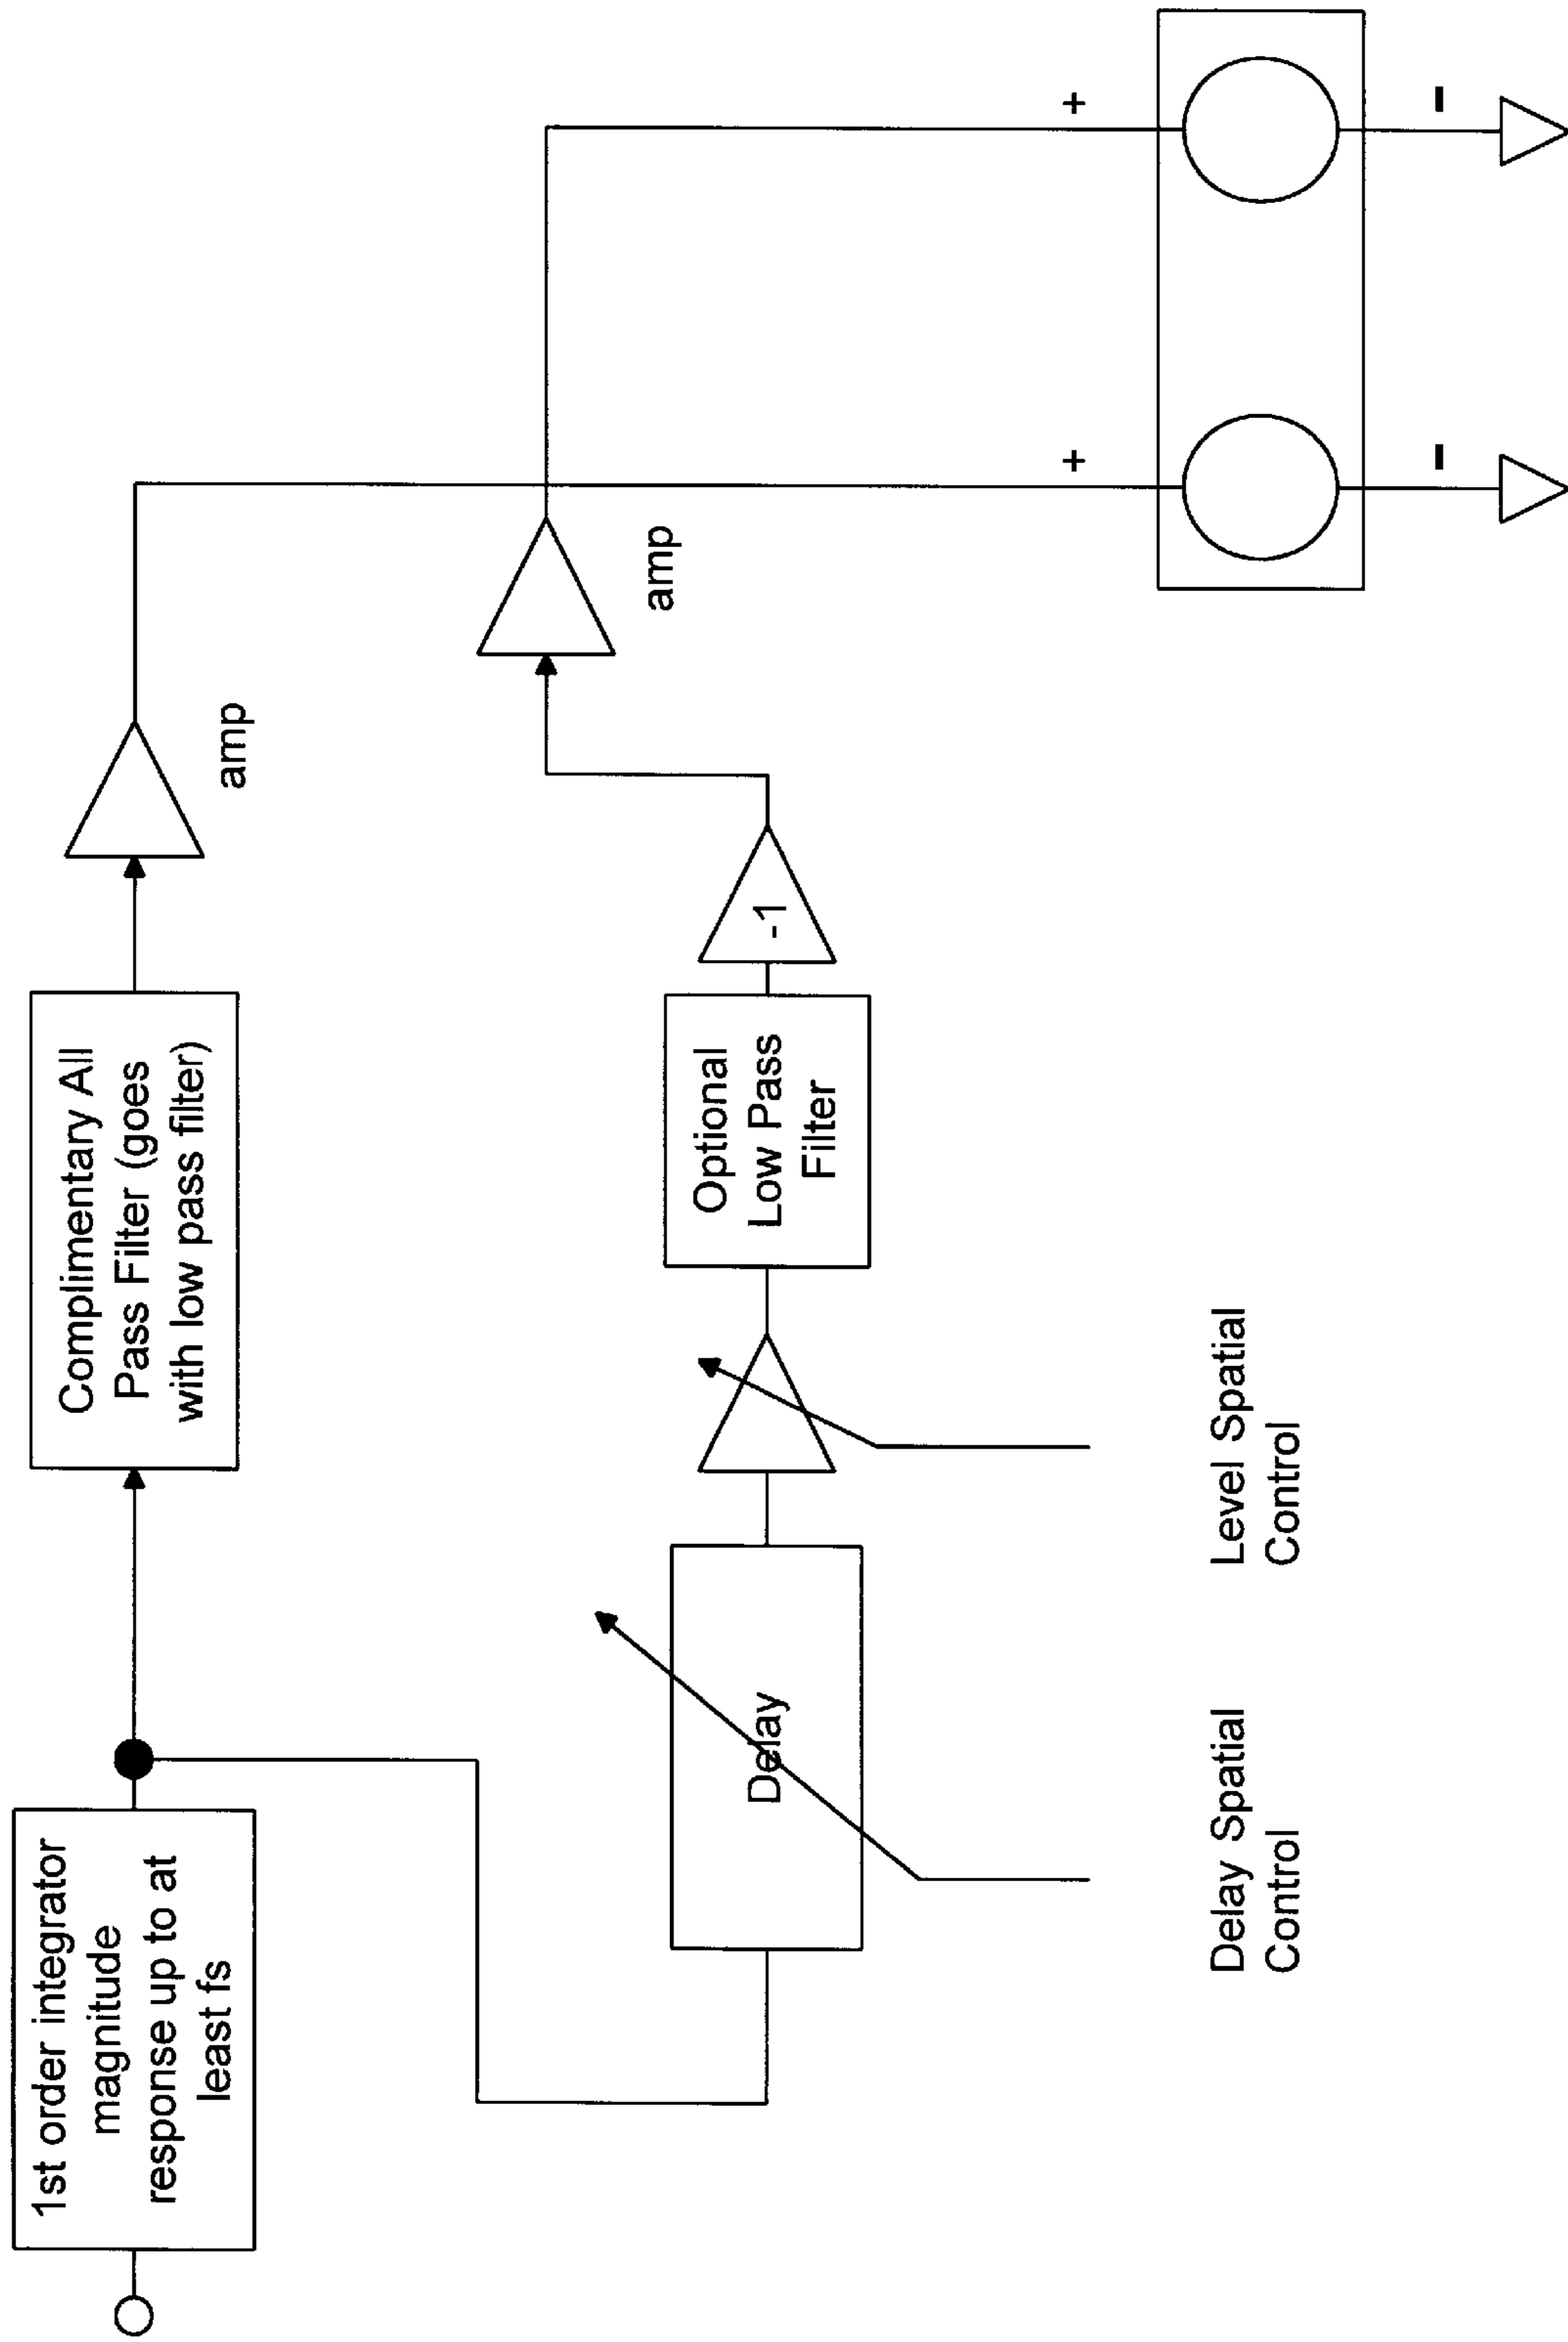 1st order integrator
magnitude
response up to at
least fs
Complimentary All
Pass Filter (goes
with low pass filter)
amp
Delay
Optional
Low Pass
Filter
-1
amp
+
+
-
-
Delay Spatial
Control
Level Spatial
Control